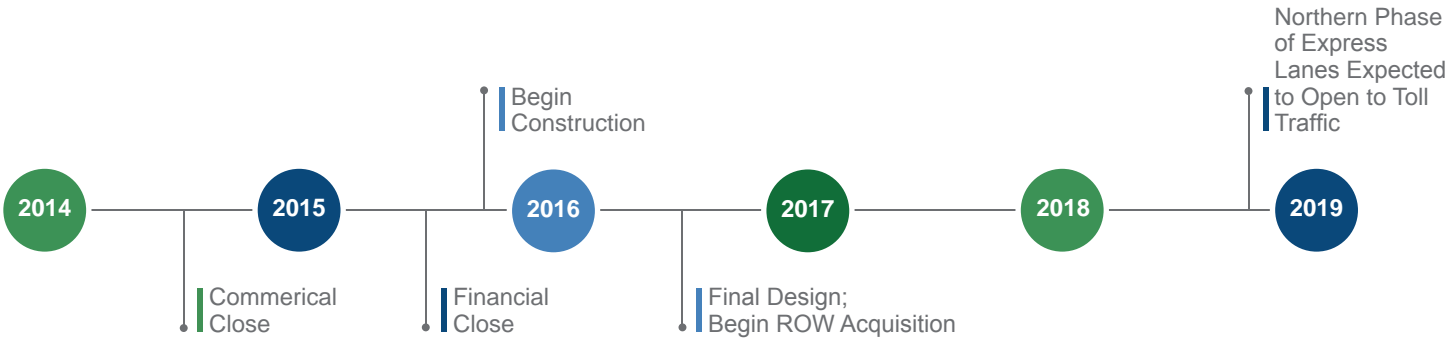 Northern Phase
of Express
Lanes Expected
to Open to Toll
Traffic
Begin
Construction
2014
2015
2016
2017
2018
2019
Commerical
Close
Financial
Close
Final Design;
Begin ROW Acquisition